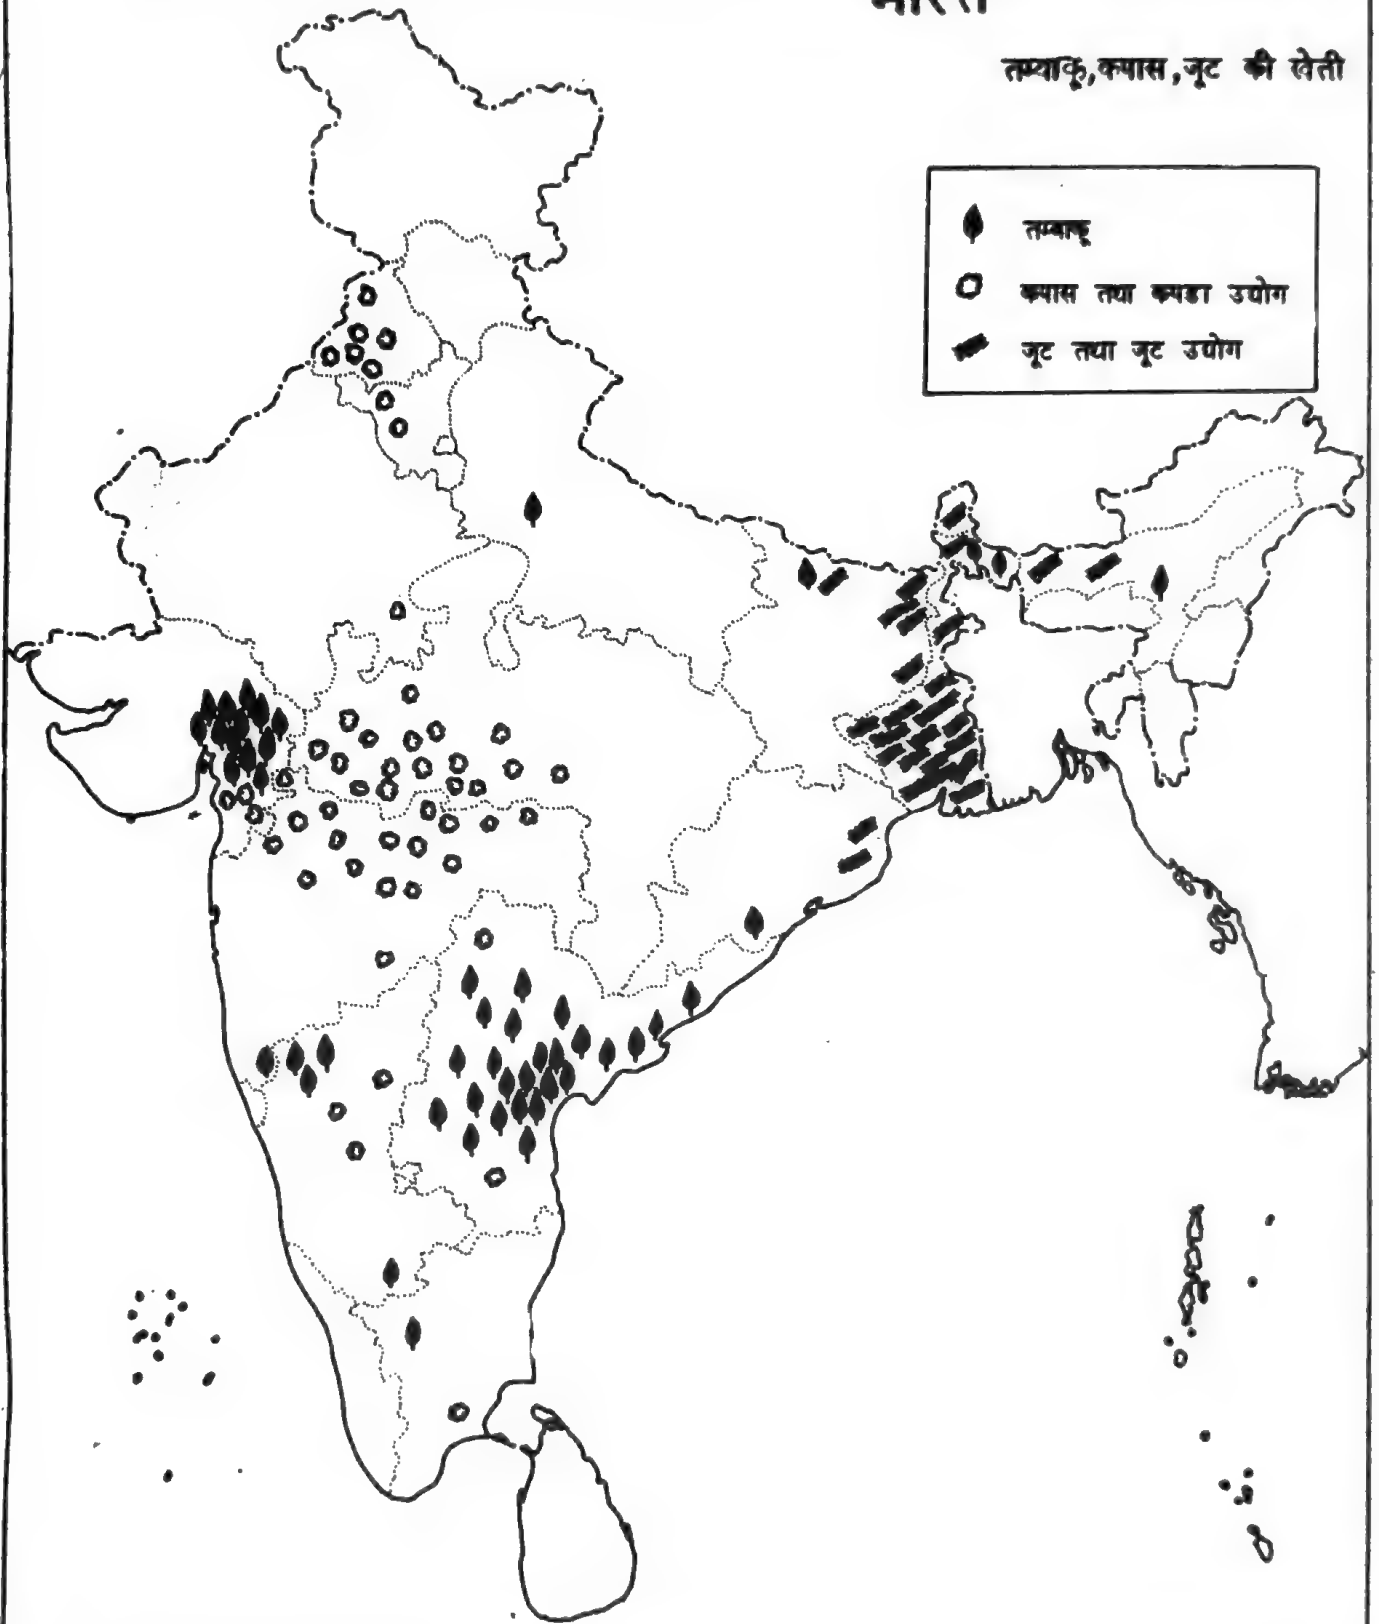 भारत
तम्बाकू,कपास,जूट की खेती
तम्बाकू
कपास तथा कपडा उद्योग
जूट तथा जूट उद्योग